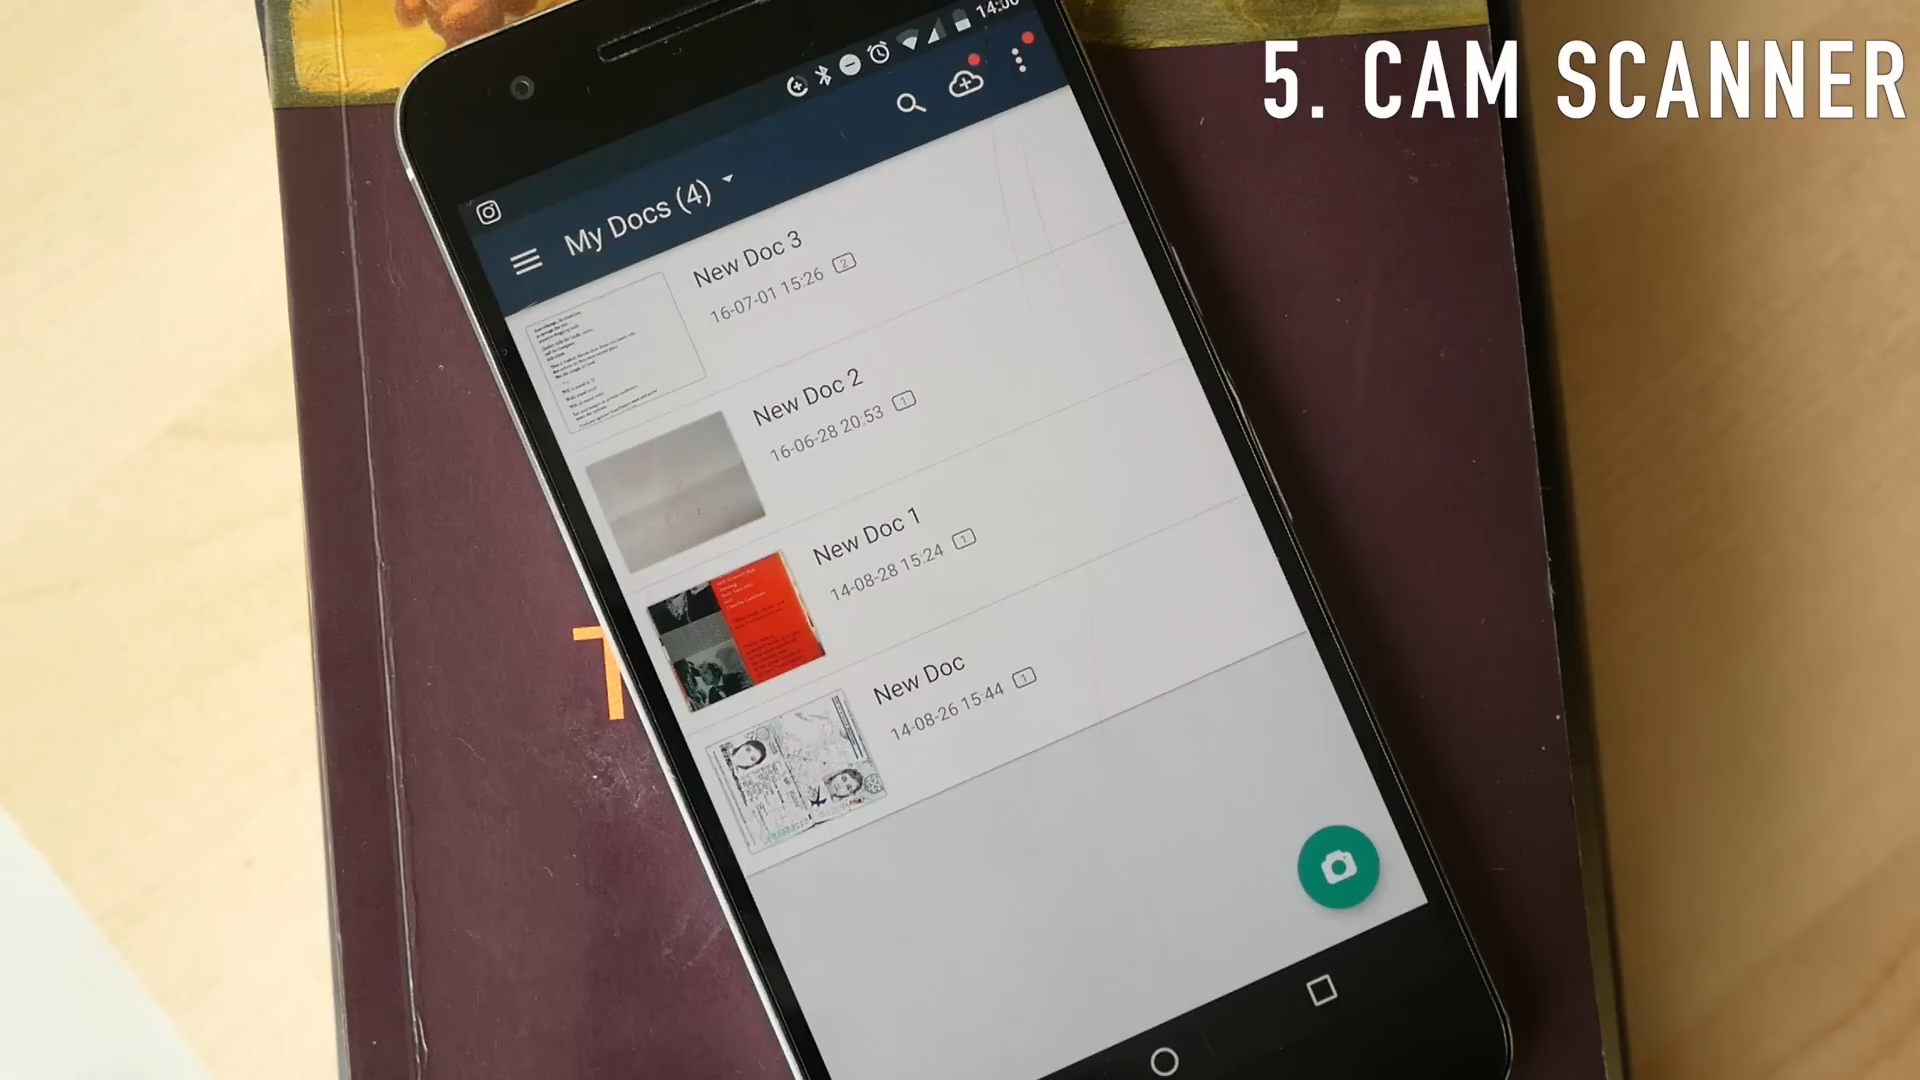 5. CAM SCANNER
14:00
My Docs (4)
New Doc 3
16-07-01 15:26 2
New Doc 2
16-06-28 20:53 1
New Doc 1
14-08-28 15:24 1
New Doc
14-08-26 15:44 1
T